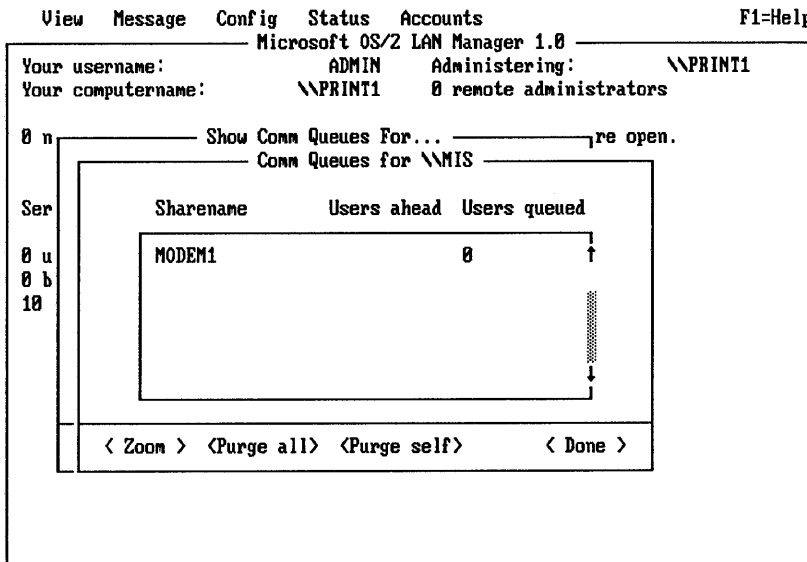 View Message Config Status Accounts F1=Help
Microsoft OS/2 LAN Manager 1.0
Your username: ADMIN Administering: \\PRINT1
Your computername: \\PRINT1 0 remote administrators
0 n Show Comm Queues For... re open.
Comm Queues for \\MIS
Ser Sharename Users ahead Users queued
0 u MODEM1 0
0 b
10
< Zoom > <Purge all> <Purge self> < Done >